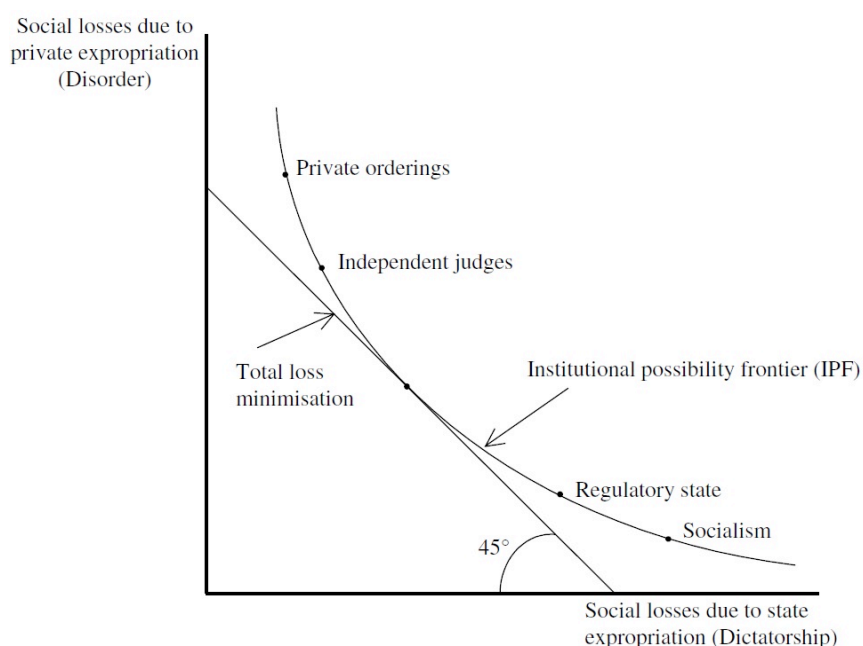 Social losses due to
private expropriation
(Disorder)
Private orderings
Independent judges
Total loss
minimisation
Institutional possibility frontier (IPF)
Regulatory state
Socialism
45°
Social losses due to state
expropriation (Dictatorship)